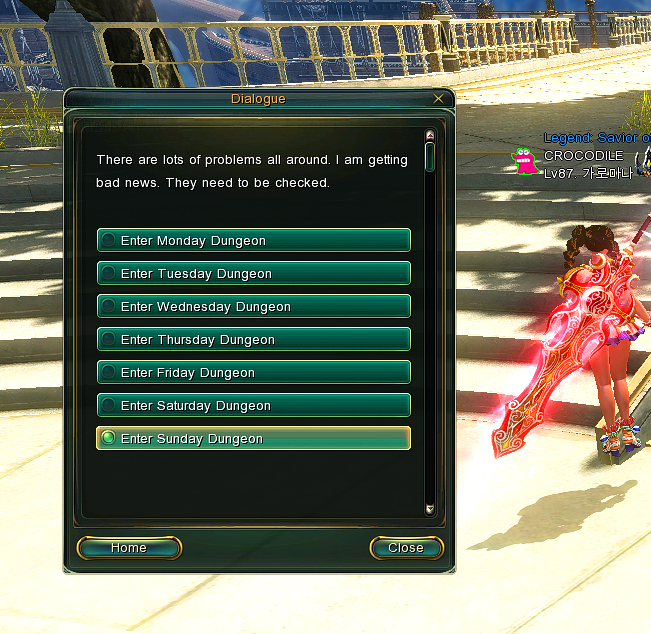 Dialogue
There are lots of problems all around. I am getting
bad news. They need to be checked.
Enter Monday Dungeon
Enter Tuesday Dungeon
Enter Wednesday Dungeon
Enter Thursday Dungeon
Enter Friday Dungeon
Enter Saturday Dungeon
Enter Sunday Dungeon
Home
Close
Legend: Savior
CROCODILE
Lv87. 가로마나